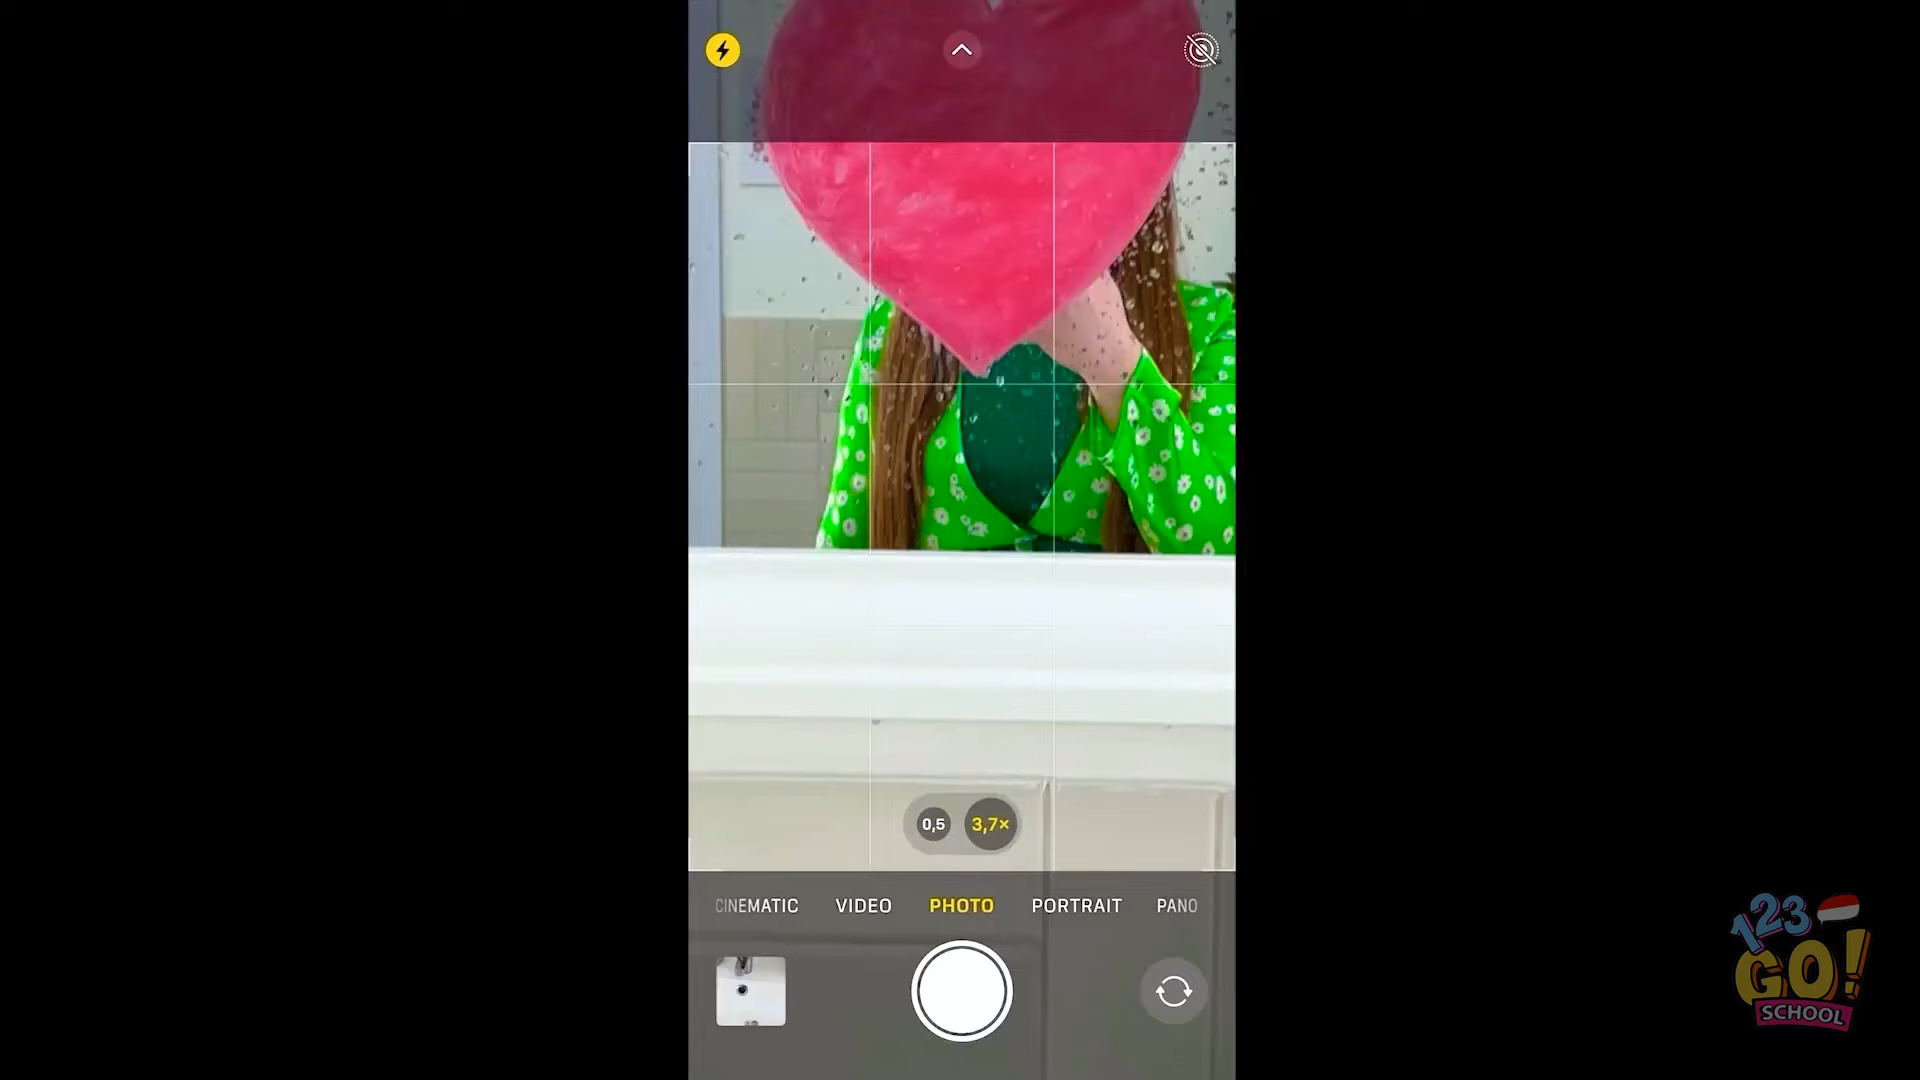 0,5 3,7×
CINEMATIC VIDEO PHOTO PORTRAIT PANO
123
GO!
SCHOOL